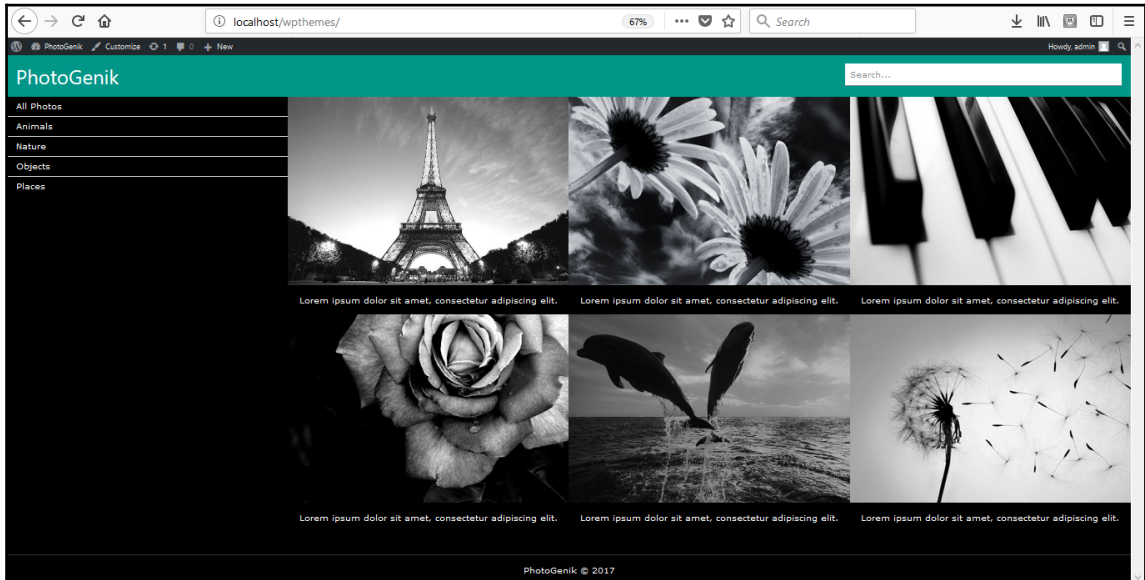 localhost/wpthemes/
67%
Search
PhotoGenik Customize 1 0 New
Howdy, admin
PhotoGenik
Search...
All Photos
Animals
Nature
Objects
Places
Lorem ipsum dolor sit amet, consectetur adipiscing elit.
Lorem ipsum dolor sit amet, consectetur adipiscing elit.
Lorem ipsum dolor sit amet, consectetur adipiscing elit.
Lorem ipsum dolor sit amet, consectetur adipiscing elit.
Lorem ipsum dolor sit amet, consectetur adipiscing elit.
Lorem ipsum dolor sit amet, consectetur adipiscing elit.
PhotoGenik © 2017